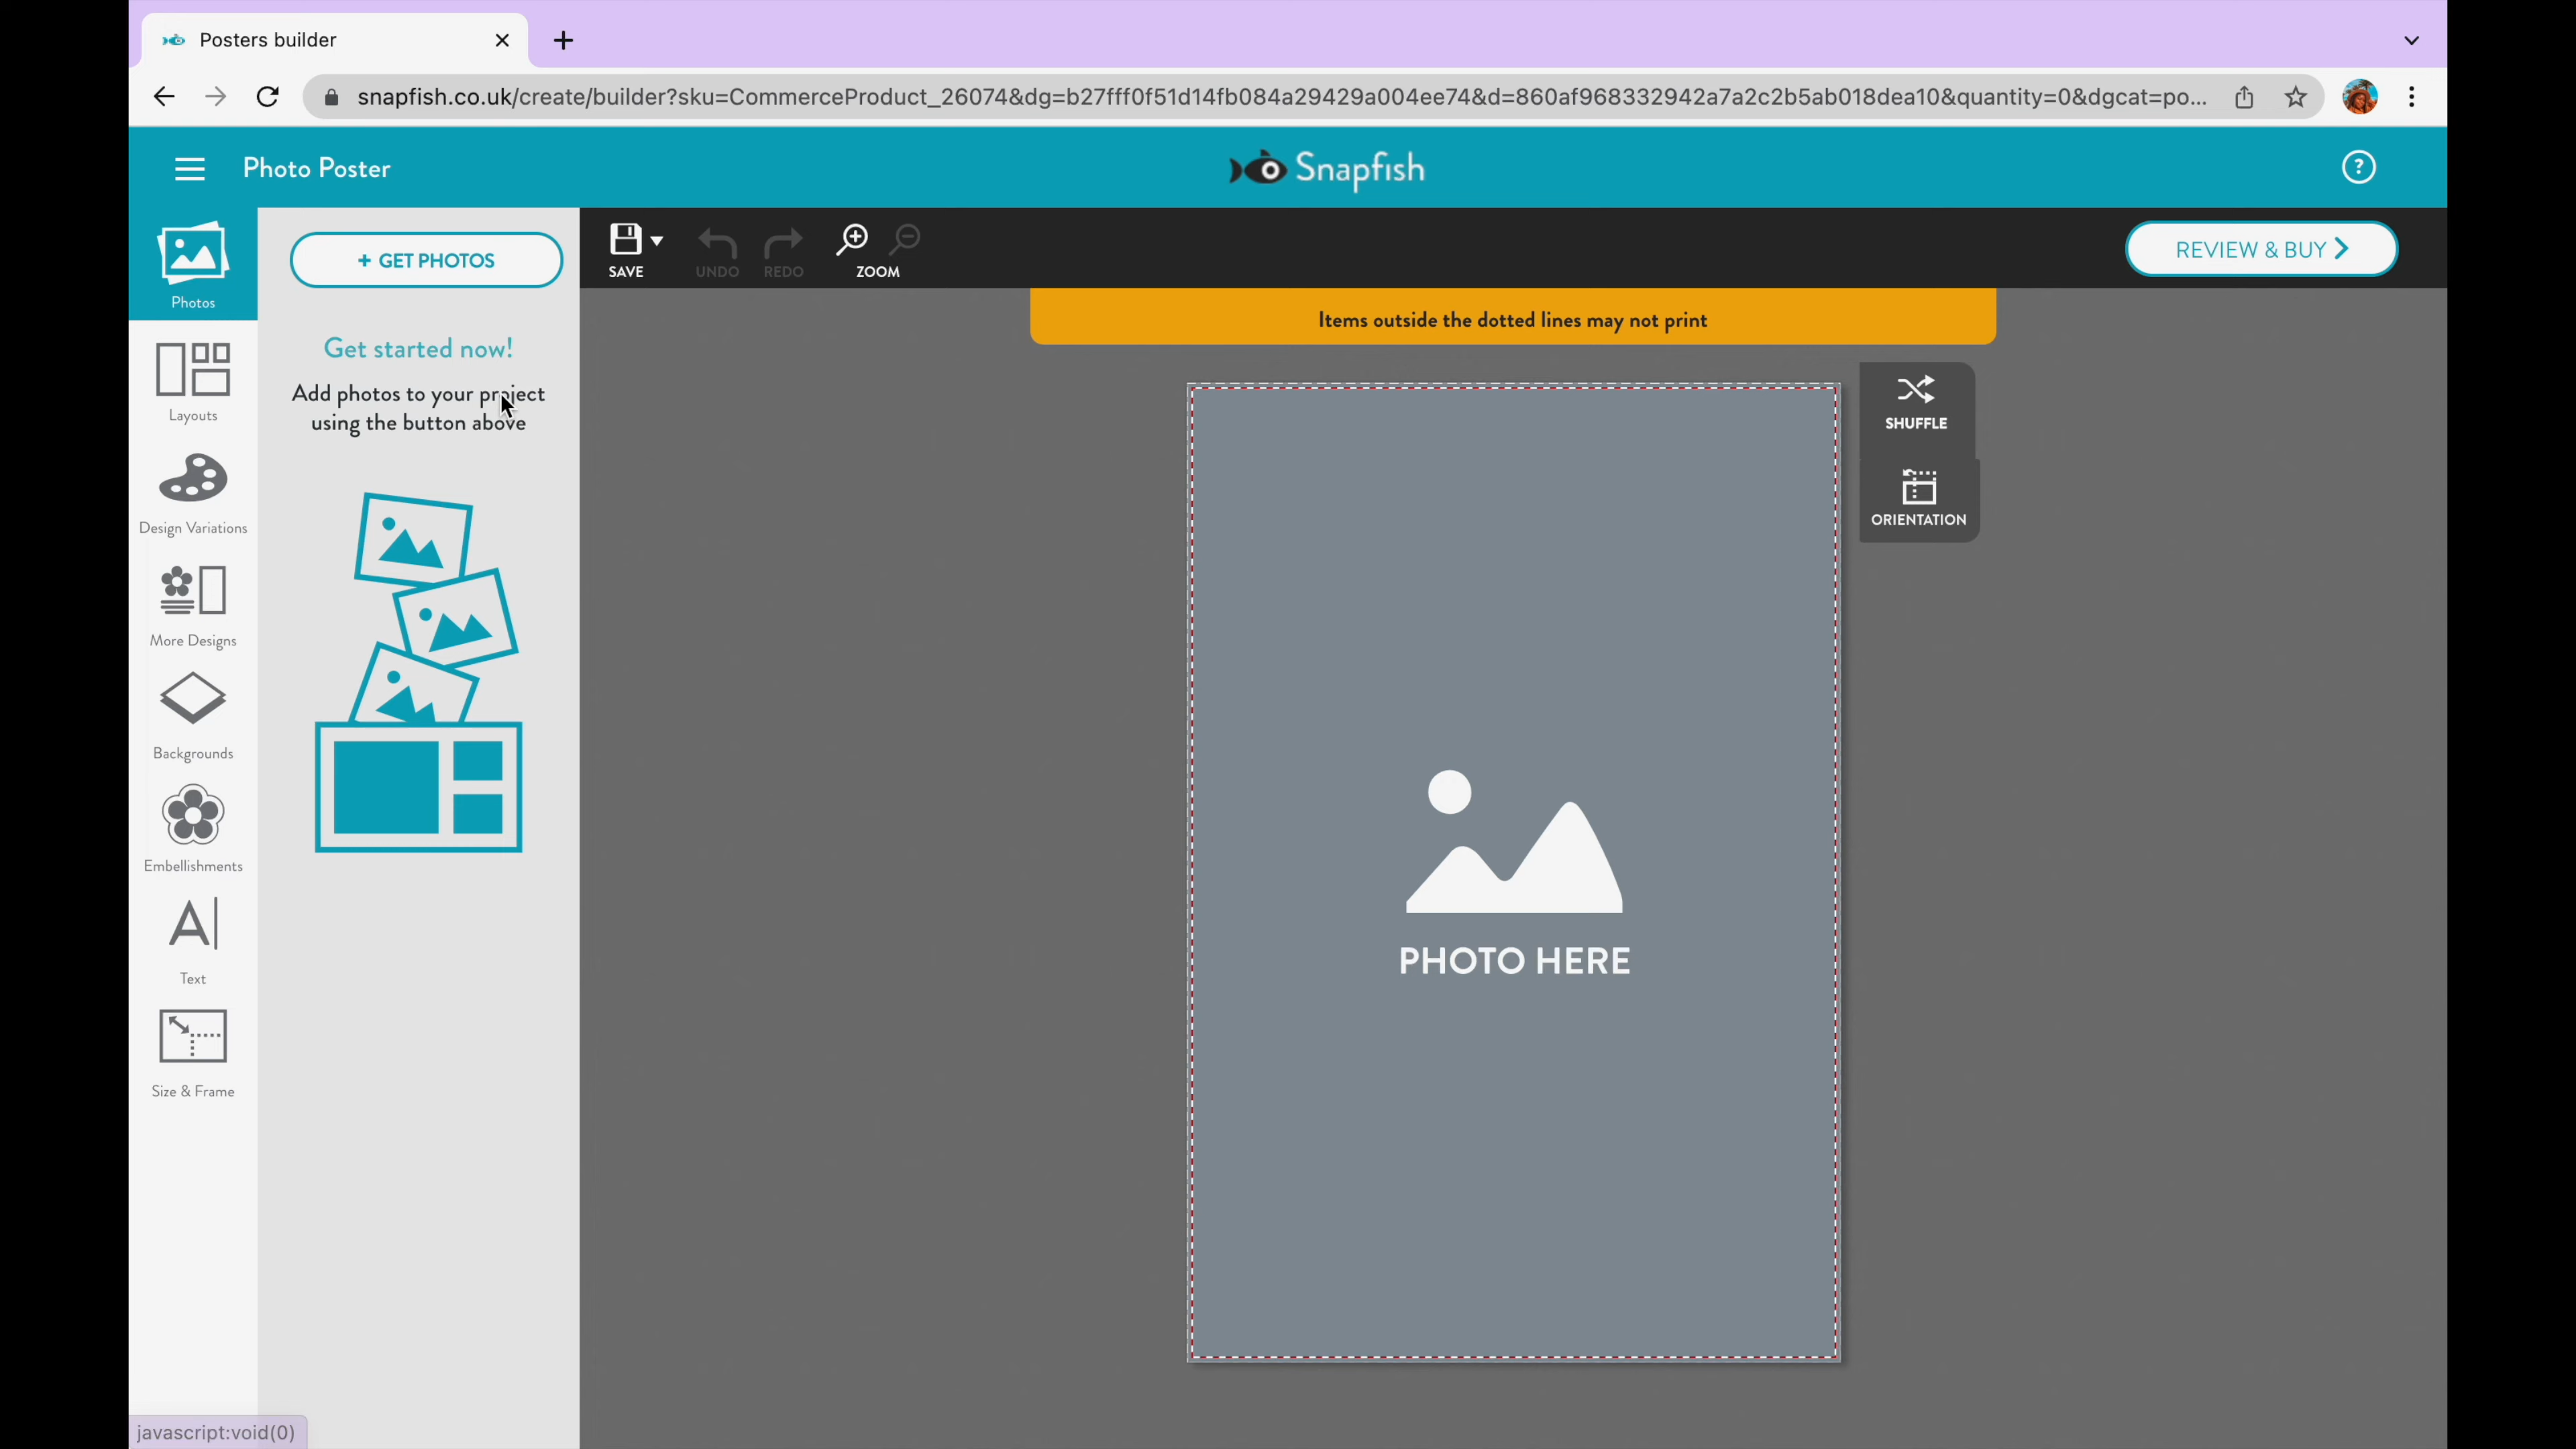 Posters builder
snapfish.co.uk/create/builder?sku=CommerceProduct_26074&dg=b27fff0f51d14fb084a29429a004ee74&d=860af968332942a7a2c2b5ab018dea10&quantity=0&dgcat=po...
Photo Poster
Snapfish
?
Photos
+ GET PHOTOS
SAVE
UNDO
REDO
ZOOM
REVIEW & BUY
Items outside the dotted lines may not print
Get started now!
Add photos to your project
using the button above
SHUFFLE
ORIENTATION
Layouts
Design Variations
More Designs
Backgrounds
Embellishments
A
Text
Size & Frame
PHOTO HERE
javascript:void(0)